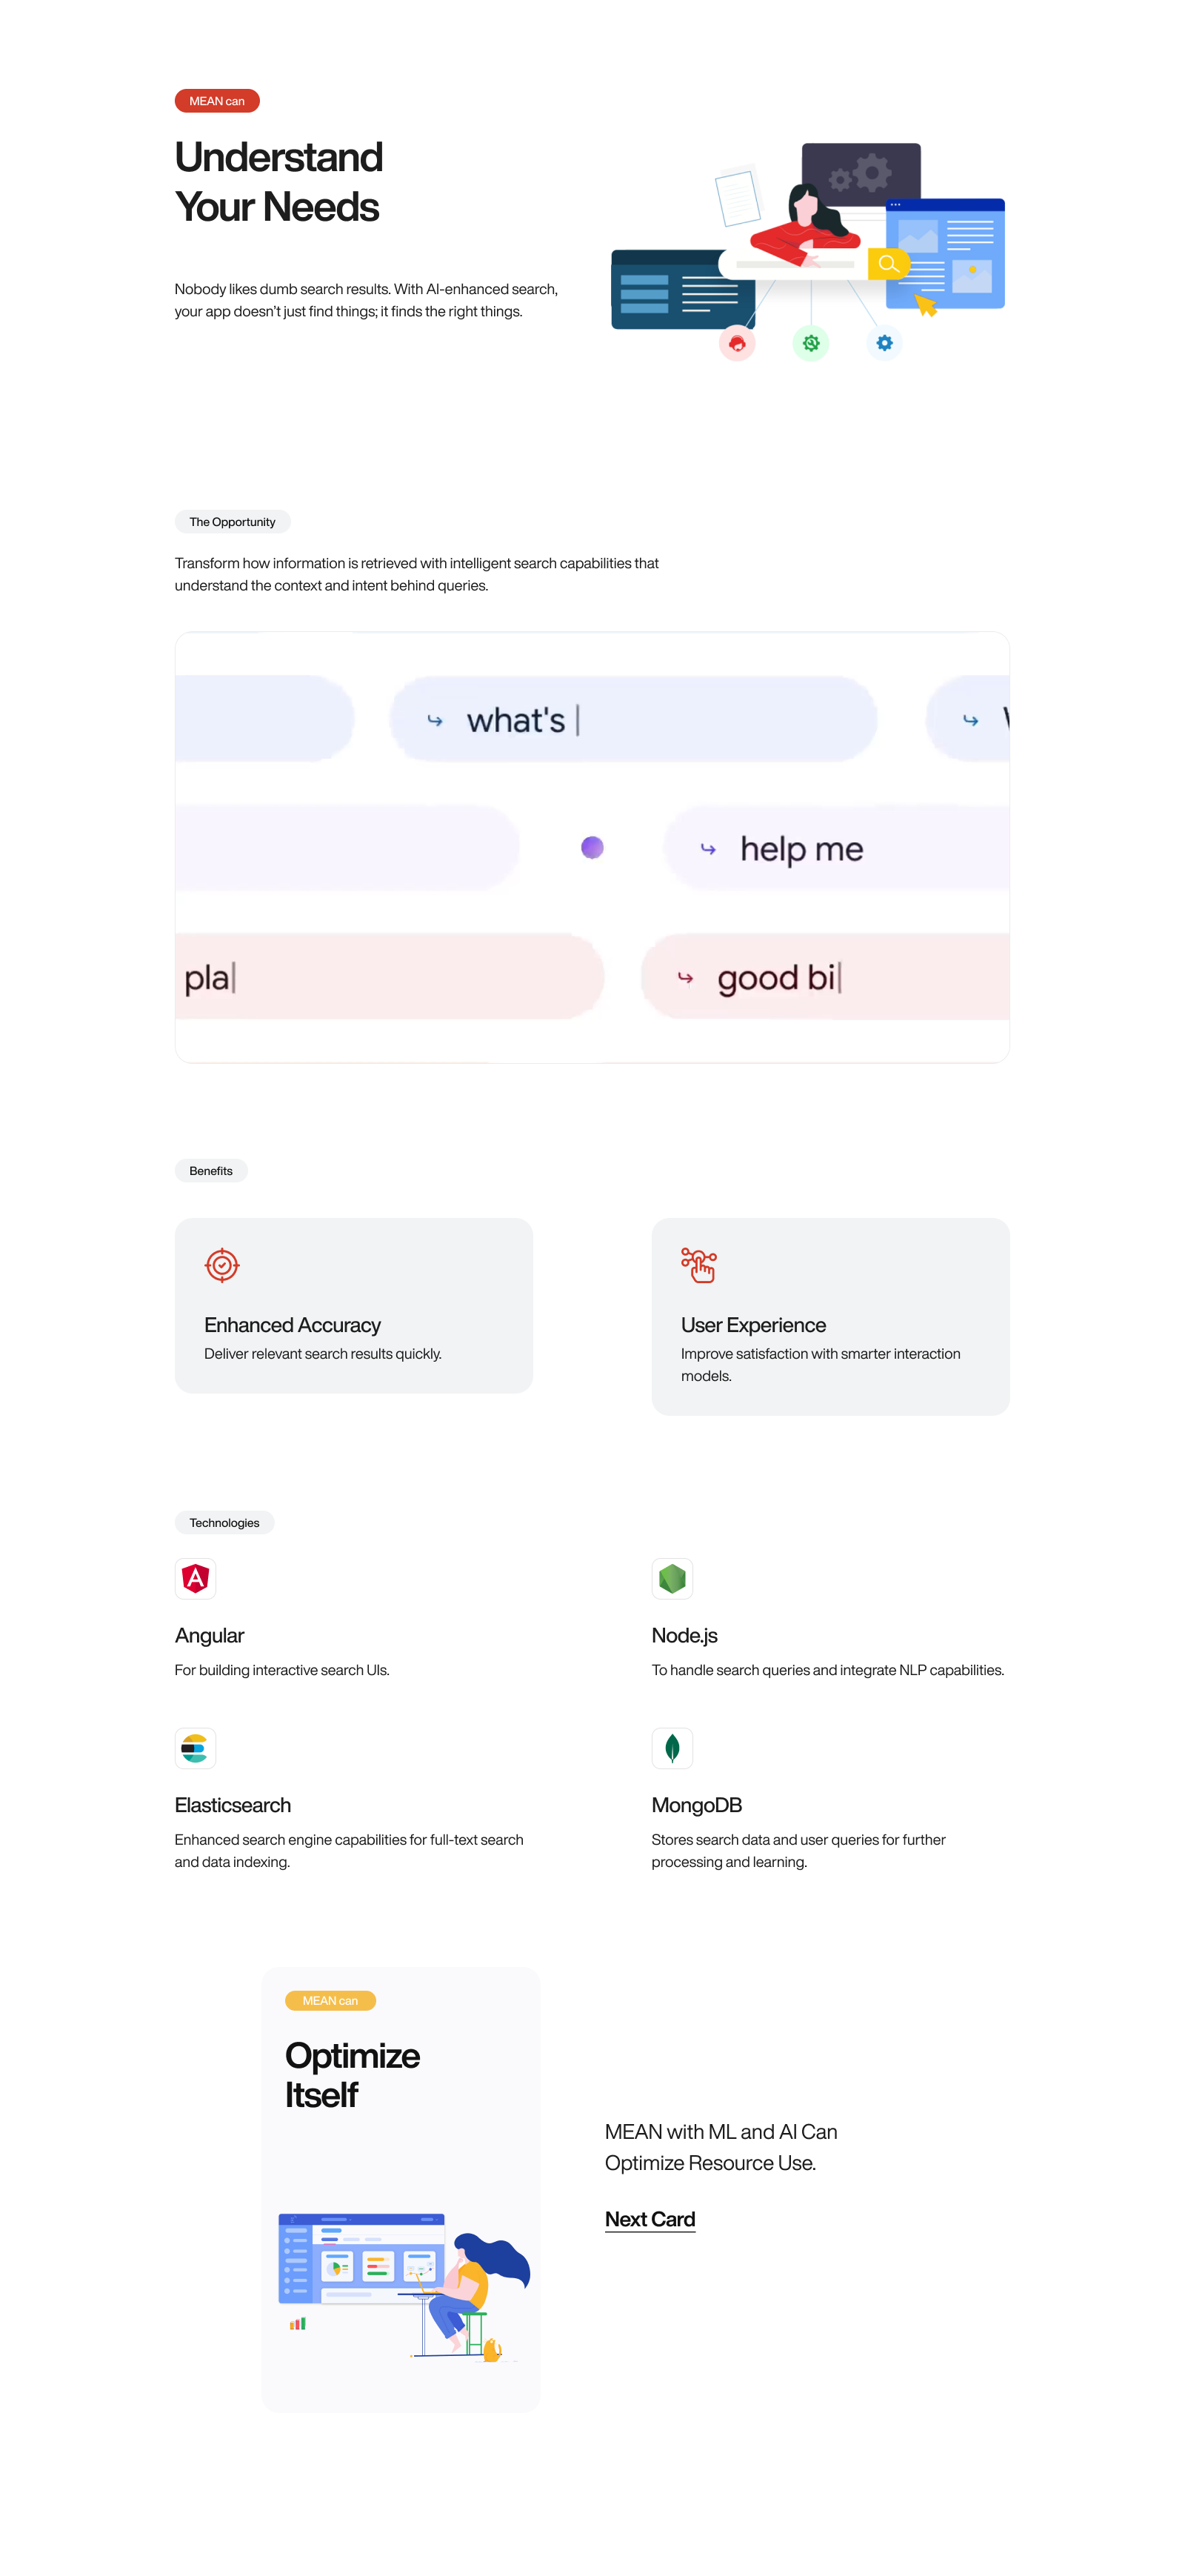 MEAN can
Understand
Your Needs
Nobody likes dumb search results. With AI-enhanced search,
your app doesn’t just find things; it finds the right things.
The Opportunity
Transform how information is retrieved with intelligent search capabilities that
understand the context and intent behind queries.
what's
help me
pla
good bi
Benefits
Enhanced Accuracy
Deliver relevant search results quickly.
User Experience
Improve satisfaction with smarter interaction
models.
Technologies
Angular
For building interactive search UIs.
Node.js
To handle search queries and integrate NLP capabilities.
Elasticsearch
Enhanced search engine capabilities for full-text search
and data indexing.
MongoDB
Stores search data and user queries for further
processing and learning.
MEAN can
Optimize
Itself
MEAN with ML and AI Can
Optimize Resource Use.
Next Card